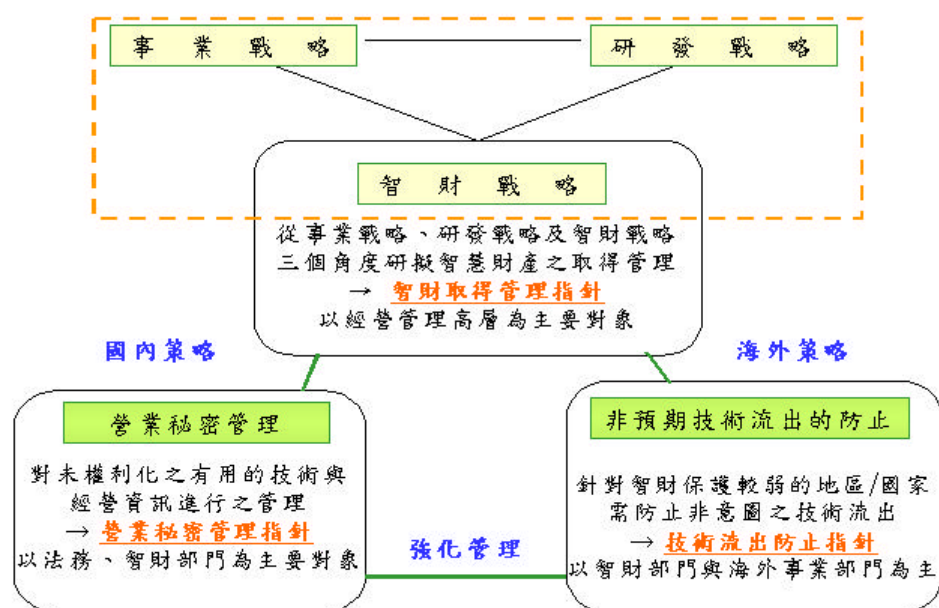 事業戰略
研發戰略
智財戰略
從事業戰略、研發戰略及智財戰略
三個角度研擬智慧財產之取得管理
→ 智財取得管理指針
以經營管理高層為主要對象
國內策略
海外策略
營業秘密管理
對未權利化之有用的技術與
經營資訊進行之管理
→ 營業秘密管理指針
以法務、智財部門為主要對象
強化管理
非預期技術流出的防止
針對智財保護較弱的地區/國家
需防止非意圖之技術流出
→ 技術流出防止指針
以智財部門與海外事業部門為主